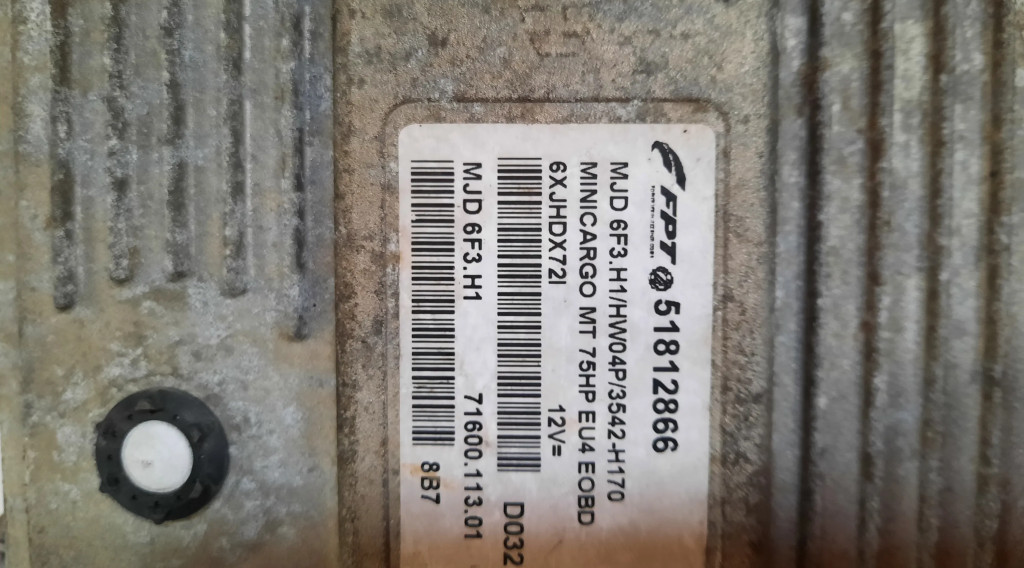 FPT 51812866
MJD 6F3.H1/HW04P/3542-H170
MINICARGO MT 75HP EU4 EOBD
6XJHDX72I 12V=
D032
MJD 6F3.H1 71600.113.01
8B7